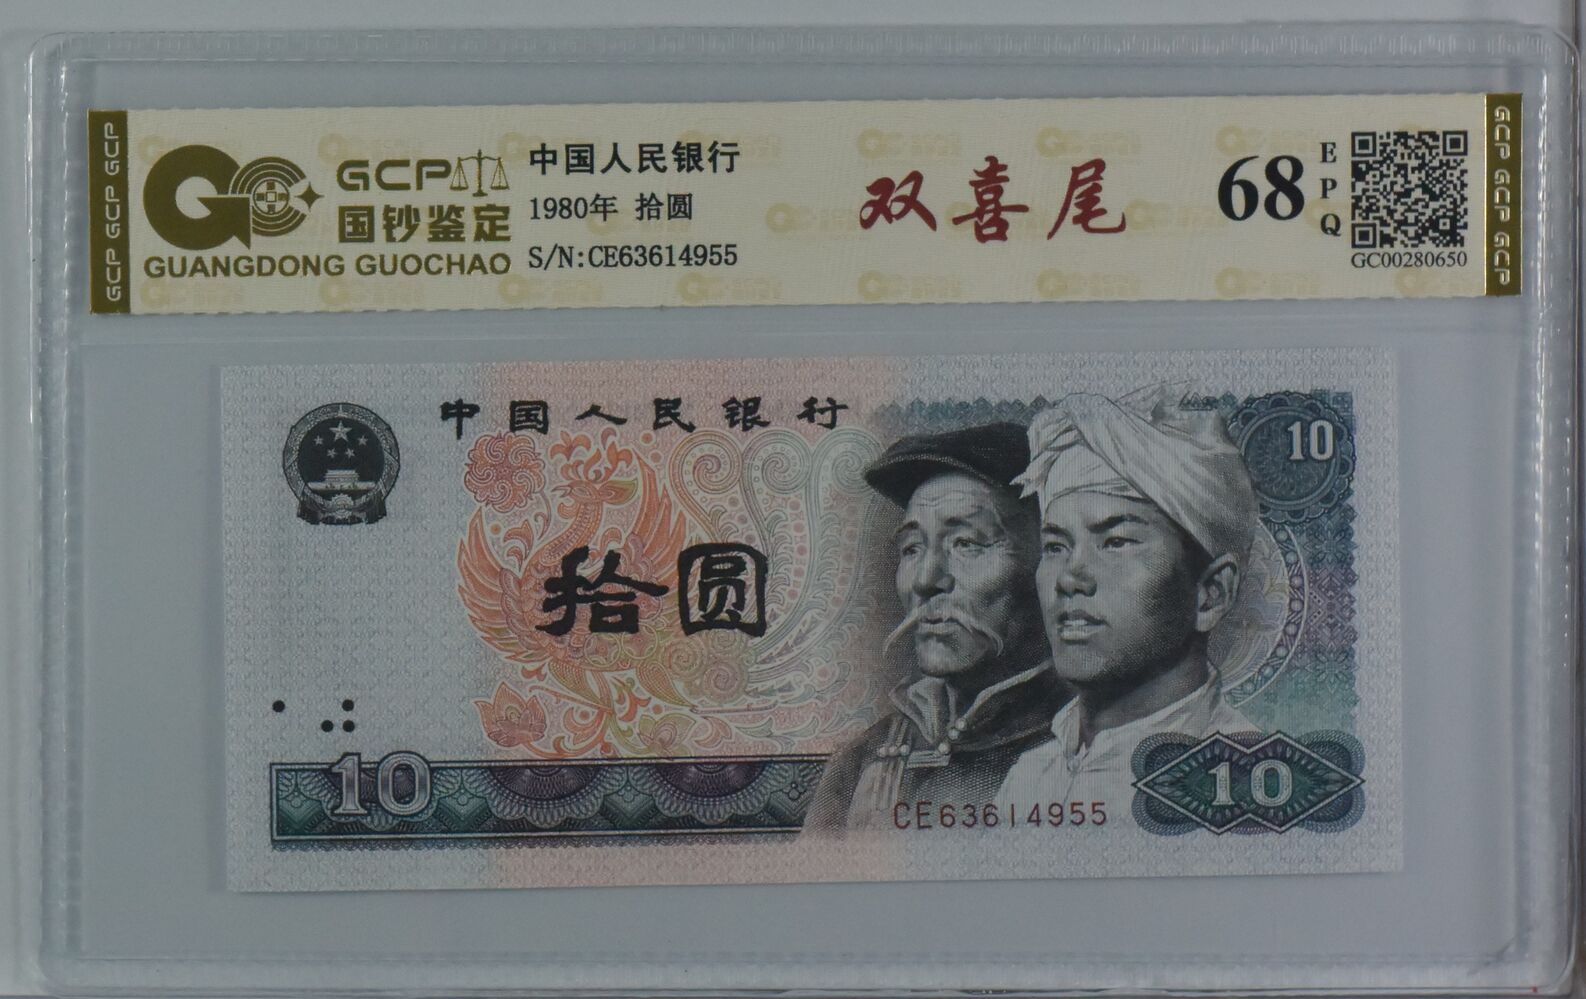 GCP GCP GCP
GCP
国钞鉴定
GUANGDONG GUOCHAO
中国人民银行
1980年 拾圆
S/N:CE63614955
双喜尾
68
EPQ
GC00280650
GCP GCP GCP
中国人民银行
10
拾圆
10
CE63614955
10